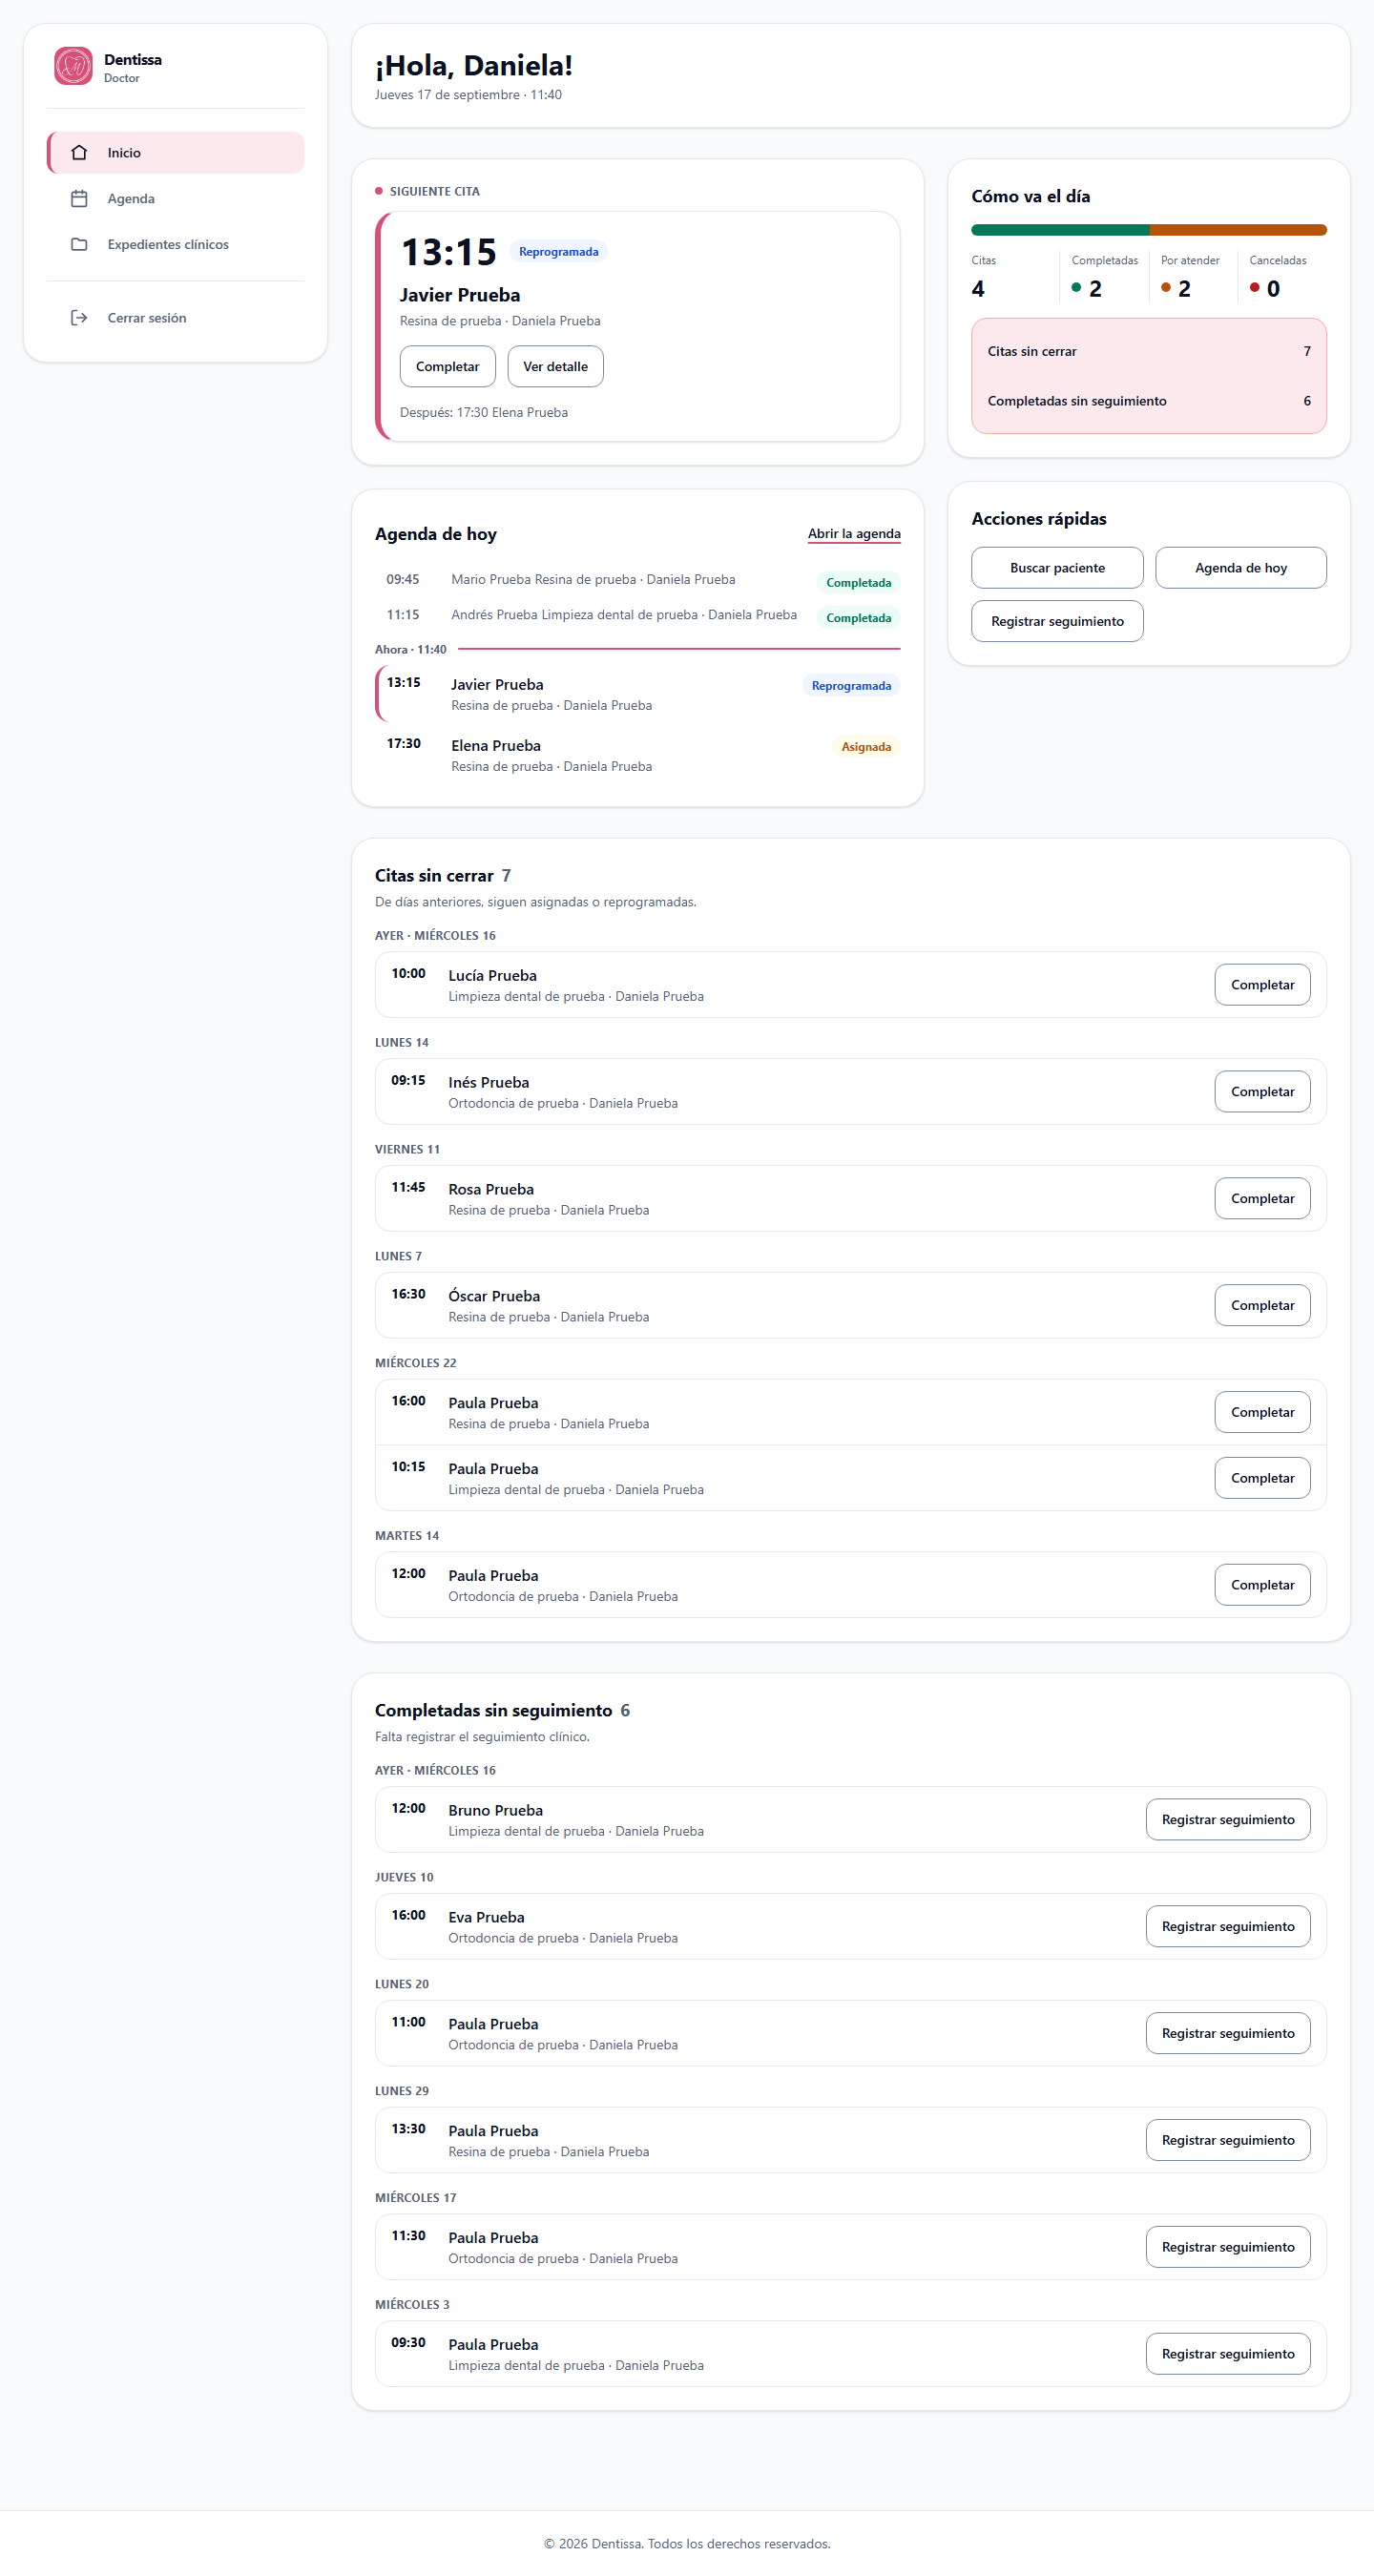 Dentissa
Doctor
Inicio
Agenda
Expedientes clínicos
Cerrar sesión
¡Hola, Daniela!
Jueves 17 de septiembre · 11:40
SIGUIENTE CITA
13:15 Reprogramada
Javier Prueba
Resina de prueba · Daniela Prueba
Completar Ver detalle
Después: 17:30 Elena Prueba
Cómo va el día
Citas Completadas Por atender Canceladas
4 2 2 0
Citas sin cerrar 7
Completadas sin seguimiento 6
Agenda de hoy Abrir la agenda
09:45 Mario Prueba Resina de prueba · Daniela Prueba Completada
11:15 Andrés Prueba Limpieza dental de prueba · Daniela Prueba Completada
Ahora · 11:40
13:15 Javier Prueba Reprogramada
Resina de prueba · Daniela Prueba
17:30 Elena Prueba Asignada
Resina de prueba · Daniela Prueba
Acciones rápidas
Buscar paciente Agenda de hoy
Registrar seguimiento
Citas sin cerrar 7
De días anteriores, siguen asignadas o reprogramadas.
AYER · MIÉRCOLES 16
10:00 Lucía Prueba Completar
Limpieza dental de prueba · Daniela Prueba
LUNES 14
09:15 Inés Prueba Completar
Ortodoncia de prueba · Daniela Prueba
VIERNES 11
11:45 Rosa Prueba Completar
Resina de prueba · Daniela Prueba
LUNES 7
16:30 Óscar Prueba Completar
Resina de prueba · Daniela Prueba
MIÉRCOLES 22
16:00 Paula Prueba Completar
Resina de prueba · Daniela Prueba
10:15 Paula Prueba Completar
Limpieza dental de prueba · Daniela Prueba
MARTES 14
12:00 Paula Prueba Completar
Ortodoncia de prueba · Daniela Prueba
Completadas sin seguimiento 6
Falta registrar el seguimiento clínico.
AYER · MIÉRCOLES 16
12:00 Bruno Prueba Registrar seguimiento
Limpieza dental de prueba · Daniela Prueba
JUEVES 10
16:00 Eva Prueba Registrar seguimiento
Ortodoncia de prueba · Daniela Prueba
LUNES 20
11:00 Paula Prueba Registrar seguimiento
Ortodoncia de prueba · Daniela Prueba
LUNES 29
13:30 Paula Prueba Registrar seguimiento
Resina de prueba · Daniela Prueba
MIÉRCOLES 17
11:30 Paula Prueba Registrar seguimiento
Ortodoncia de prueba · Daniela Prueba
MIÉRCOLES 3
09:30 Paula Prueba Registrar seguimiento
Limpieza dental de prueba · Daniela Prueba
© 2026 Dentissa. Todos los derechos reservados.